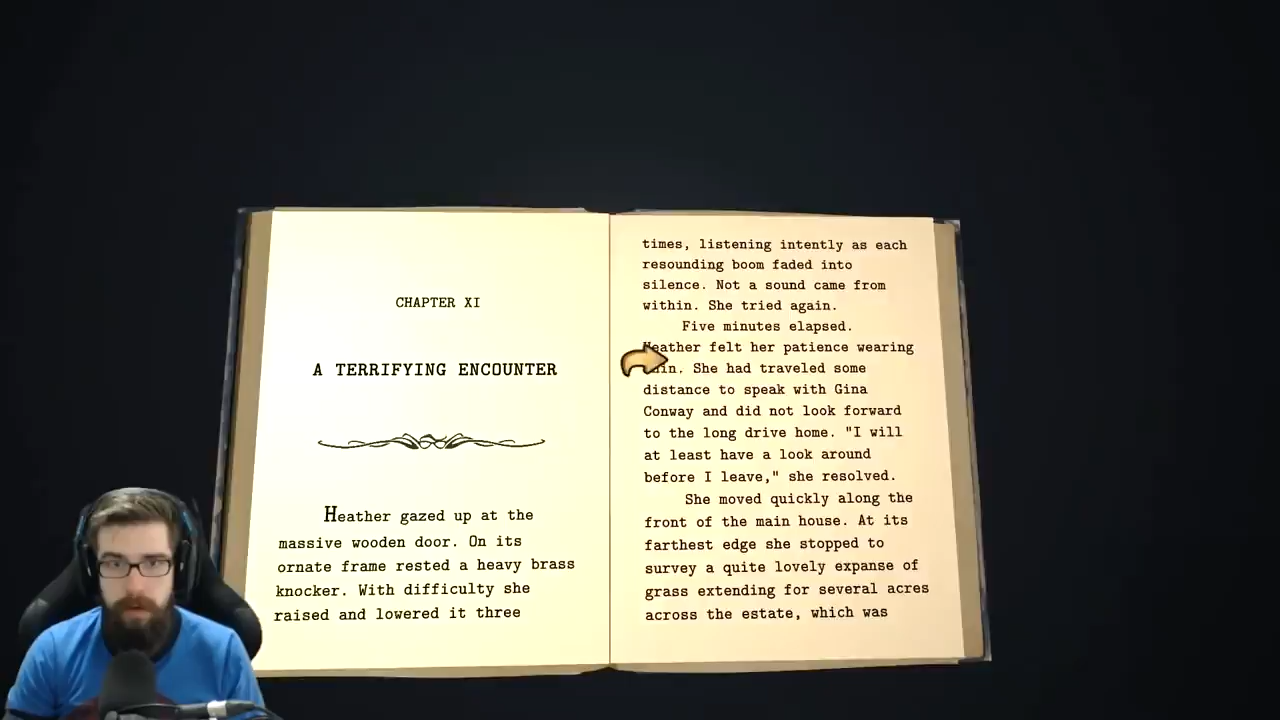 CHAPTER XI
A TERRIFYING ENCOUNTER
Heather gazed up at the
massive wooden door. On its
ornate frame rested a heavy brass
knocker. With difficulty she
raised and lowered it three
times, listening intently as each
resounding boom faded into
silence. Not a sound came from
within. She tried again.
Five minutes elapsed.
Heather felt her patience wearing
thin. She had traveled some
distance to speak with Gina
Conway and did not look forward
to the long drive home. "I will
at least have a look around
before I leave," she resolved.
She moved quickly along the
front of the main house. At its
farthest edge she stopped to
survey a quite lovely expanse of
grass extending for several acres
across the estate, which was